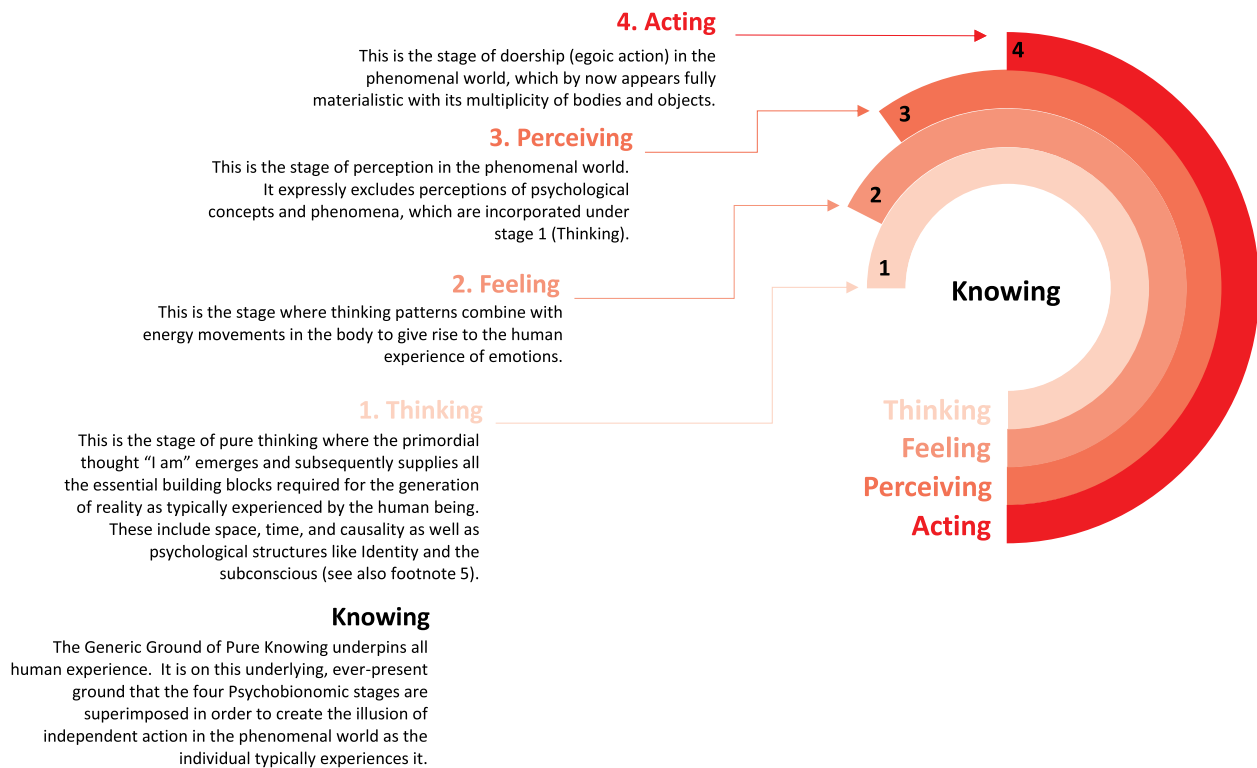 4. Acting
This is the stage of doership (egoic action) in the
phenomenal world, which by now appears fully
materialistic with its multiplicity of bodies and objects.
3. Perceiving
This is the stage of perception in the phenomenal world.
It expressly excludes perceptions of psychological
concepts and phenomena, which are incorporated under
stage 1 (Thinking).
2. Feeling
This is the stage where thinking patterns combine with
energy movements in the body to give rise to the human
experience of emotions.
1. Thinking
This is the stage of pure thinking where the primordial
thought “I am” emerges and subsequently supplies all
the essential building blocks required for the generation
of reality as typically experienced by the human being.
These include space, time, and causality as well as
psychological structures like Identity and the
subconscious (see also footnote 5).
Knowing
The Generic Ground of Pure Knowing underpins all
human experience.  It is on this underlying, ever-present
ground that the four Psychobionomic stages are
superimposed in order to create the illusion of
independent action in the phenomenal world as the
individual typically experiences it.
4
3
2
1
Knowing
Thinking
Feeling
Perceiving
Acting